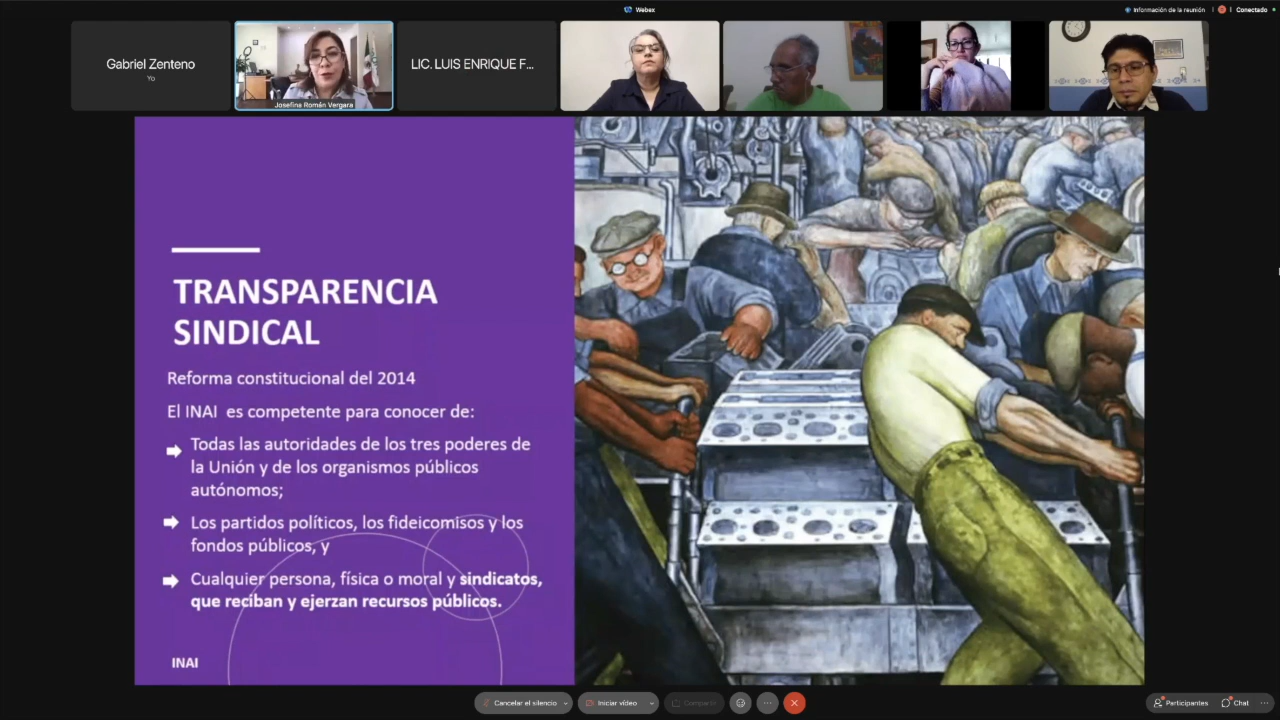 Webex
Información de la reunión
Conectado
Gabriel Zenteno
Yo
Josefina Román Vergara
LIC. LUIS ENRIQUE F...
TRANSPARENCIA
SINDICAL
Reforma constitucional del 2014
El INAI es competente para conocer de:
Todas las autoridades de los tres poderes de
la Unión y de los organismos públicos
autónomos;
Los partidos políticos, los fideicomisos y los
fondos públicos, y
Cualquier persona, física o moral y sindicatos,
que reciban y ejerzan recursos públicos.
INAI
Cancelar el silencio
Iniciar vídeo
Compartir
Participantes
Chat